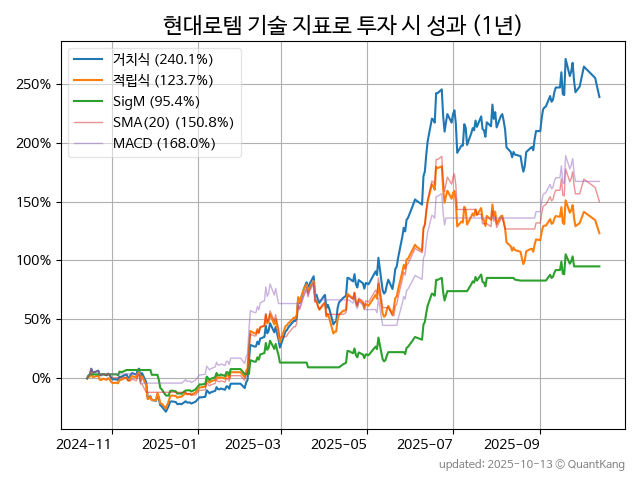 현대로템 기술 지표로 투자 시 성과 (1년)
거치식 (240.1%)
적립식 (123.7%)
SigM (95.4%)
SMA(20) (150.8%)
MACD (168.0%)
250%
200%
150%
100%
50%
0%
2024-11 2025-01 2025-03 2025-05 2025-07 2025-09
updated: 2025-10-13 © QuantKang